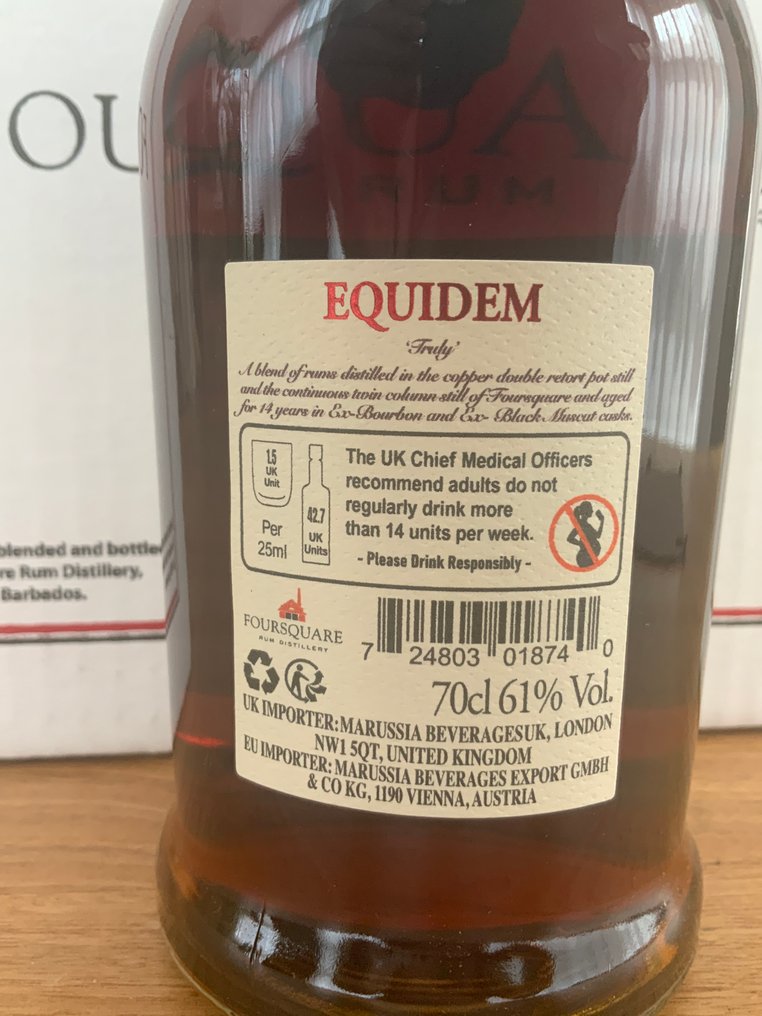 OU
QUA
RUM
EQUIDEM
'Truly'
A blend of rums distilled in the copper double retort pot still
and the continuous twin column still of Foursquare and aged
for 14 years in Ex-Bourbon and Ex- Black Muscat casks.
1.5
UK
Unit
Per
25ml
42.7
UK
Units
The UK Chief Medical Officers
recommend adults do not
regularly drink more
than 14 units per week.
- Please Drink Responsibly -
FOURSQUARE
RUM DISTILLERY
7 24803 01874 0
70cl 61% Vol.
UK IMPORTER: MARUSSIA BEVERAGESUK, LONDON
NW1 5QT, UNITED KINGDOM
EU IMPORTER: MARUSSIA BEVERAGES EXPORT GMBH
& CO KG, 1190 VIENNA, AUSTRIA
blended and bottle
re Rum Distillery,
Barbados.